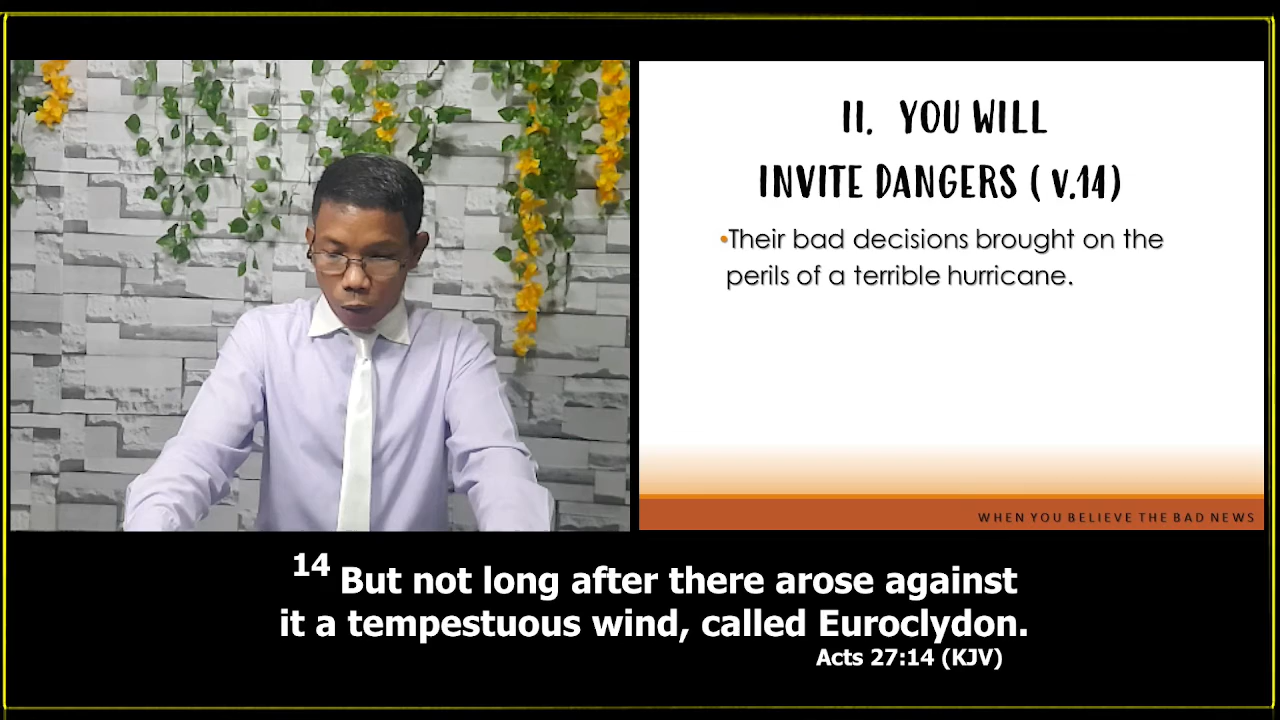 II. YOU WILL
INVITE DANGERS ( v.14)
•Their bad decisions brought on the
perils of a terrible hurricane.
WHEN YOU BELIEVE THE BAD NEWS
14 But not long after there arose against
it a tempestuous wind, called Euroclydon.
Acts 27:14 (KJV)